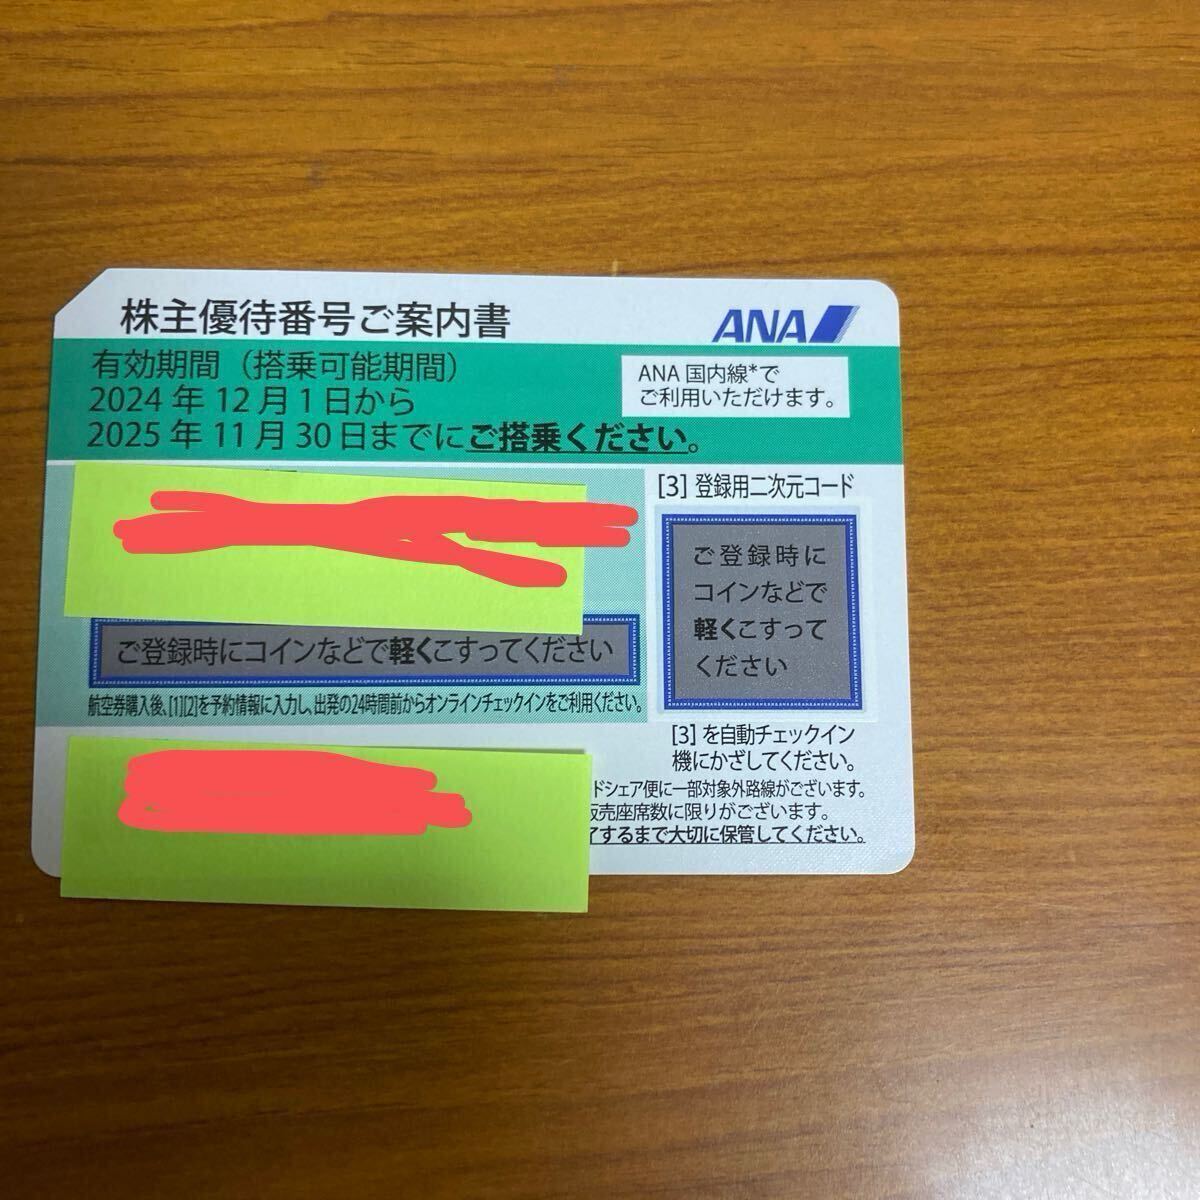 株主優待番号ご案内書
ANA
有効期間（搭乗可能期間）
2024年12月1日から
2025年11月30日までにご搭乗ください。
ANA国内線*で
ご利用いただけます。
[3] 登録用二次元コード
ご登録時に
コインなどで
軽くこすって
ください
ご登録時にコインなどで軽くこすってください
航空券購入後、[1][2]を予約情報に入力し、出発の24時間前からオンラインチェックインをご利用ください。
[3] を自動チェックイン
機にかざしてください。
ドシェア便に一部対象外路線がございます。
販売座席数に限りがございます。
了するまで大切に保管してください。